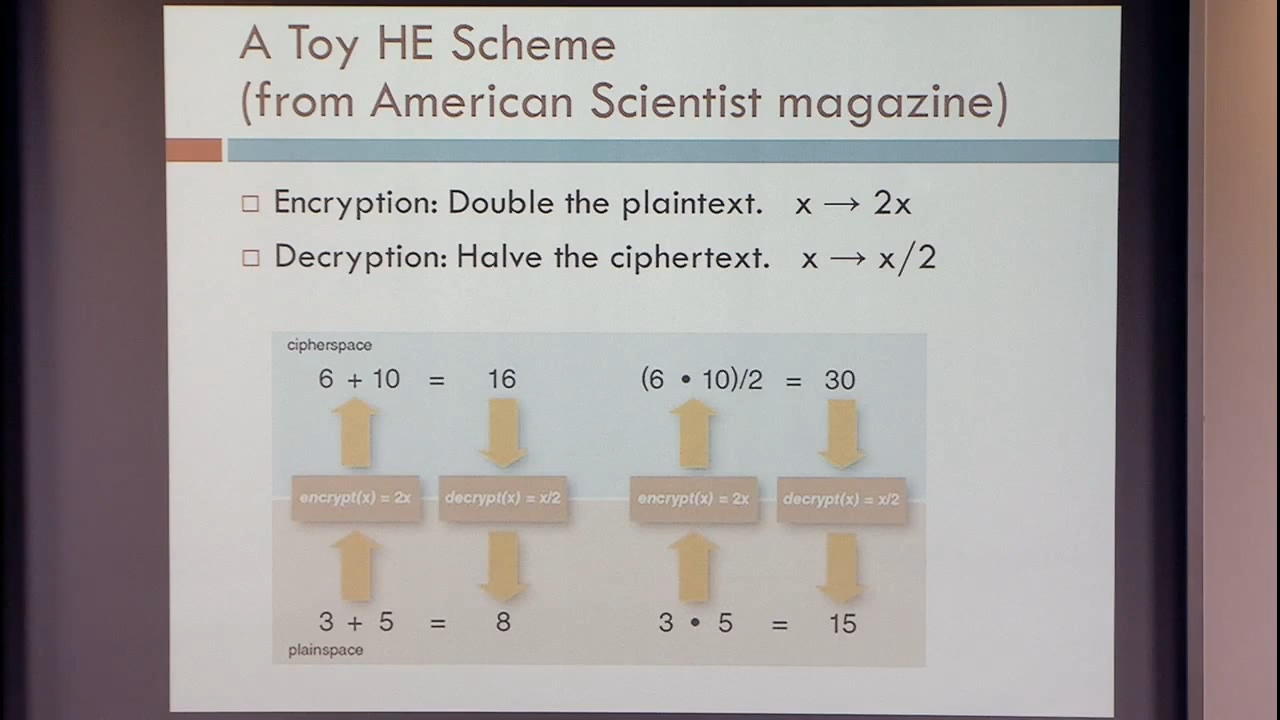 A Toy HE Scheme
(from American Scientist magazine)
□ Encryption: Double the plaintext. x → 2x
□ Decryption: Halve the ciphertext. x → x/2
cipherspace
6 + 10 = 16 (6 • 10)/2 = 30
encrypt(x) = 2x decrypt(x) = x/2 encrypt(x) = 2x decrypt(x) = x/2
3 + 5 = 8 3 • 5 = 15
plainspace